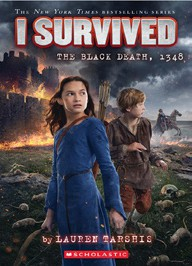 THE NEW YORK TIMES BESTSELLING SERIES
I SURVIVED
THE BLACK DEATH, 1348
by LAUREN TARSHIS
SCHOLASTIC